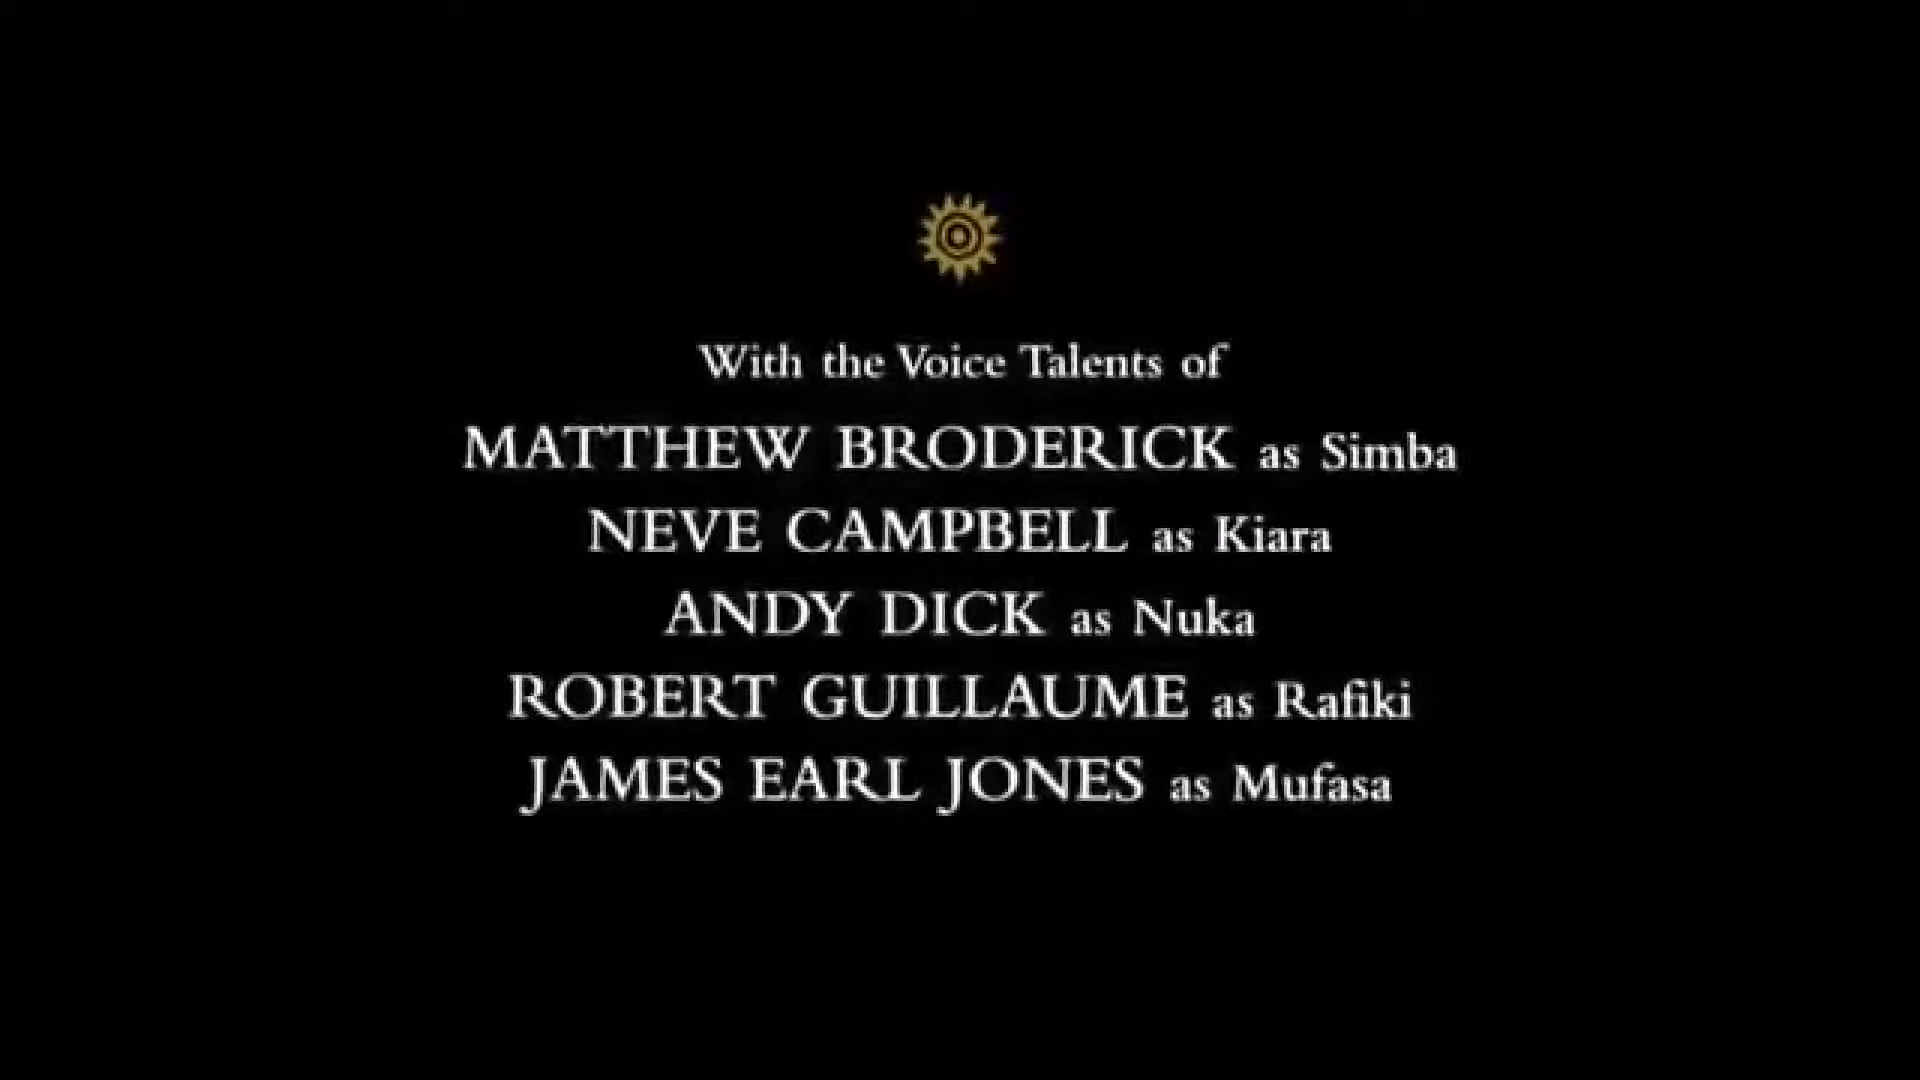 With the Voice Talents of
MATTHEW BRODERICK as Simba
NEVE CAMPBELL as Kiara
ANDY DICK as Nuka
ROBERT GUILLAUME as Rafiki
JAMES EARL JONES as Mufasa